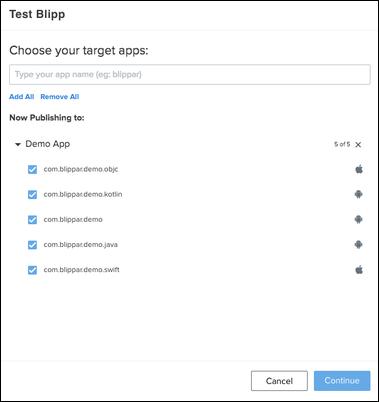 Test Blipp
Choose your target apps:
Type your app name (eg: blippar)
Add All Remove All
Now Publishing to:
Demo App 5 of 5
com.blippar.demo.objc
com.blippar.demo.kotlin
com.blippar.demo
com.blippar.demo.java
com.blippar.demo.swift
Cancel Continue